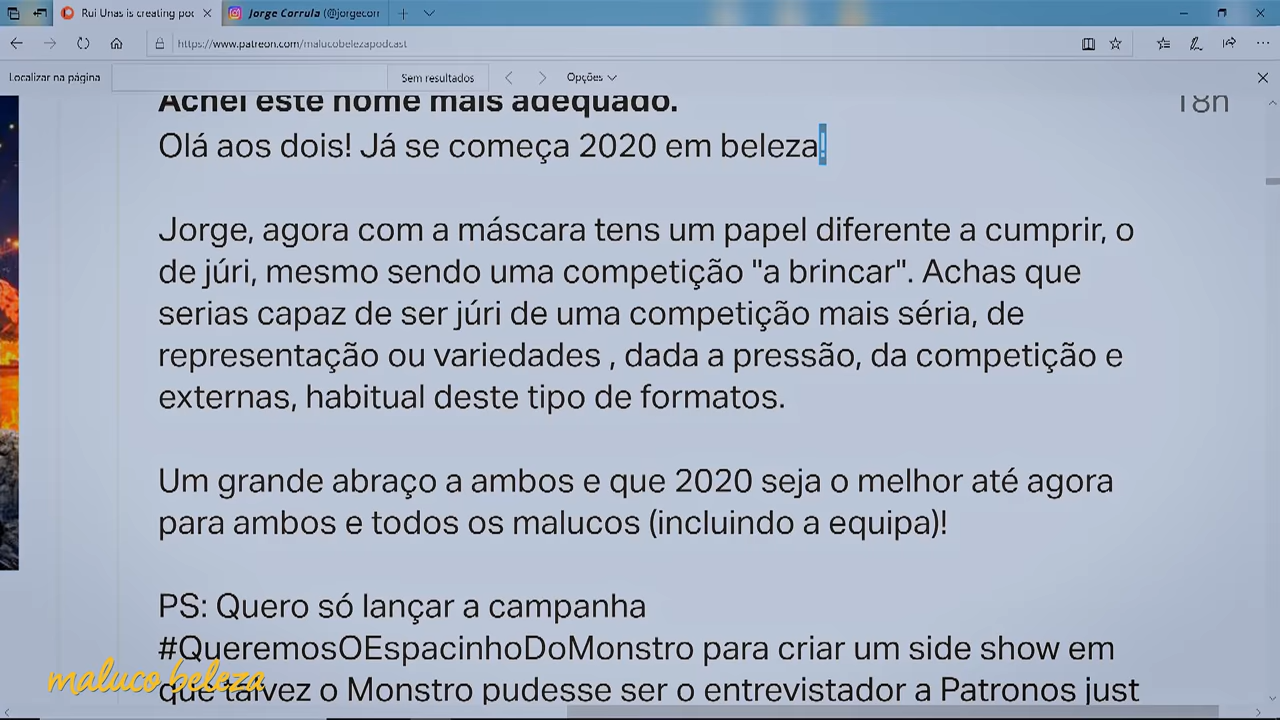 Rui Unas is creating poc
Jorge Corrula (@jorgecorr
https://www.patreon.com/malucobelezapodcast
Localizar na página
Sem resultados
Opções
Achei este nome mais adequado.
18h
Olá aos dois! Já se começa 2020 em beleza!
Jorge, agora com a máscara tens um papel diferente a cumprir, o
de júri, mesmo sendo uma competição "a brincar". Achas que
serias capaz de ser júri de uma competição mais séria, de
representação ou variedades , dada a pressão, da competição e
externas, habitual deste tipo de formatos.
Um grande abraço a ambos e que 2020 seja o melhor até agora
para ambos e todos os malucos (incluindo a equipa)!
PS: Quero só lançar a campanha
#QueremosOEspacinhoDoMonstro para criar um side show em
que talvez o Monstro pudesse ser o entrevistador a Patronos just
maluco beleza